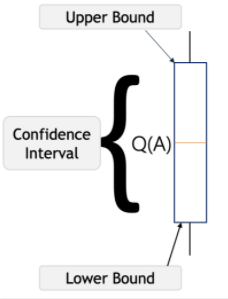 Upper Bound
Confidence
Interval
Q(A)
Lower Bound